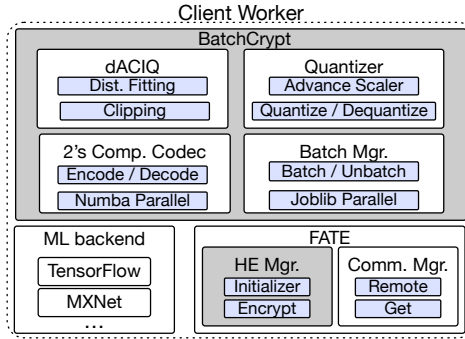 Client Worker
BatchCrypt
dACIQ
Dist. Fitting
Clipping
Quantizer
Advance Scaler
Quantize / Dequantize
2's Comp. Codec
Encode / Decode
Numba Parallel
Batch Mgr.
Batch / Unbatch
Joblib Parallel
ML backend
TensorFlow
MXNet
...
FATE
HE Mgr.
Initializer
Encrypt
Comm. Mgr.
Remote
Get